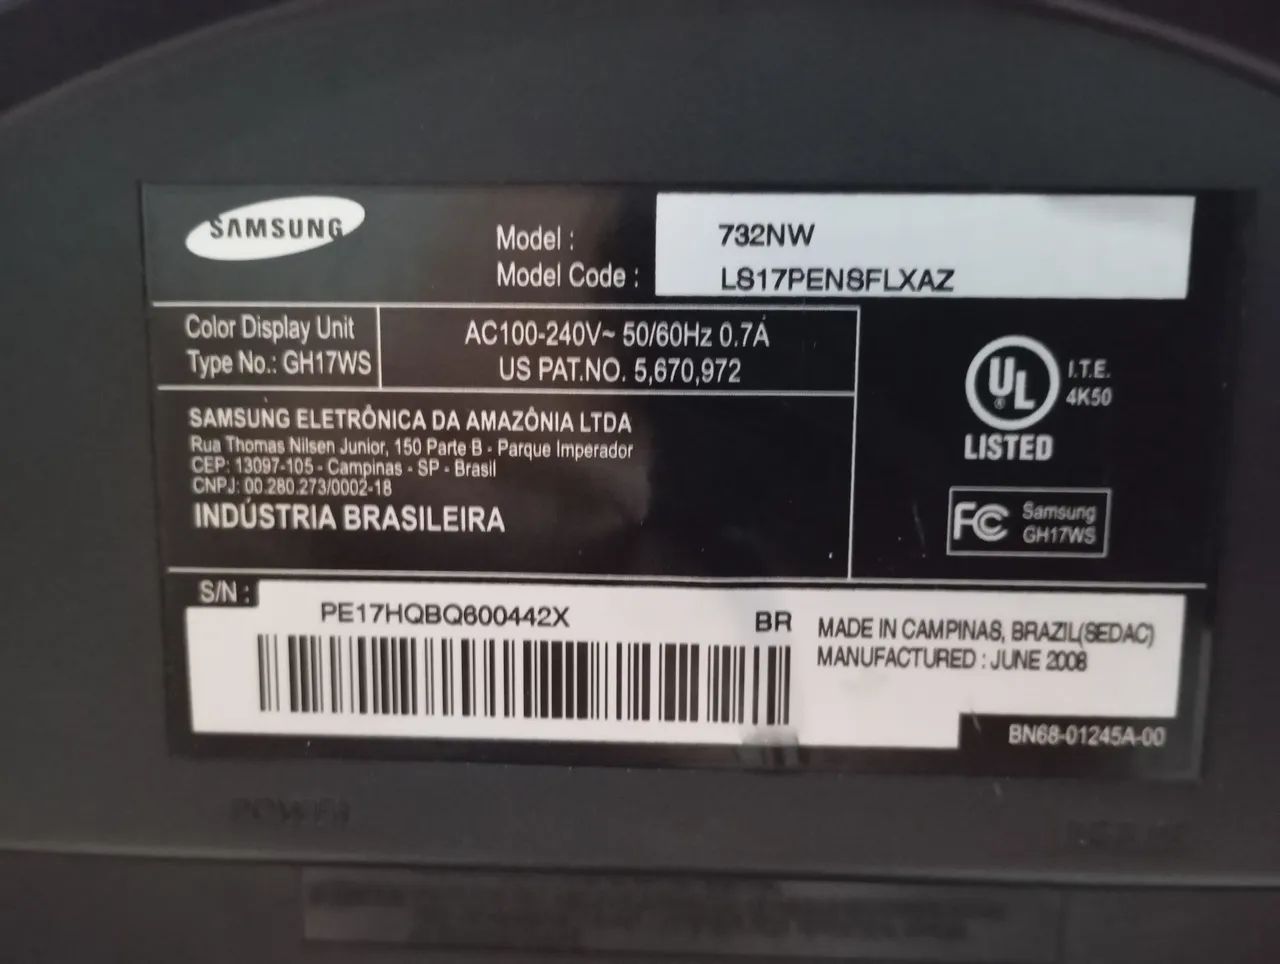 SAMSUNG
Model : 732NW
Model Code : LS17PENSFLXAZ
Color Display Unit
Type No.: GH17WS
AC100-240V~ 50/60Hz 0.7A
US PAT.NO. 5,670,972
SAMSUNG ELETRÔNICA DA AMAZÔNIA LTDA
Rua Thomas Nilsen Junior, 150 Parte B - Parque Imperador
CEP: 13097-105 - Campinas - SP - Brasil
CNPJ: 00.280.273/0002-18
INDÚSTRIA BRASILEIRA
UL
®
LISTED
I.T.E.
4K50
FC
Samsung
GH17WS
S/N :
PE17HQBQ600442X
BR
MADE IN CAMPINAS, BRAZIL(SEDAC)
MANUFACTURED : JUNE 2008
BN68-01245A-00
POWER